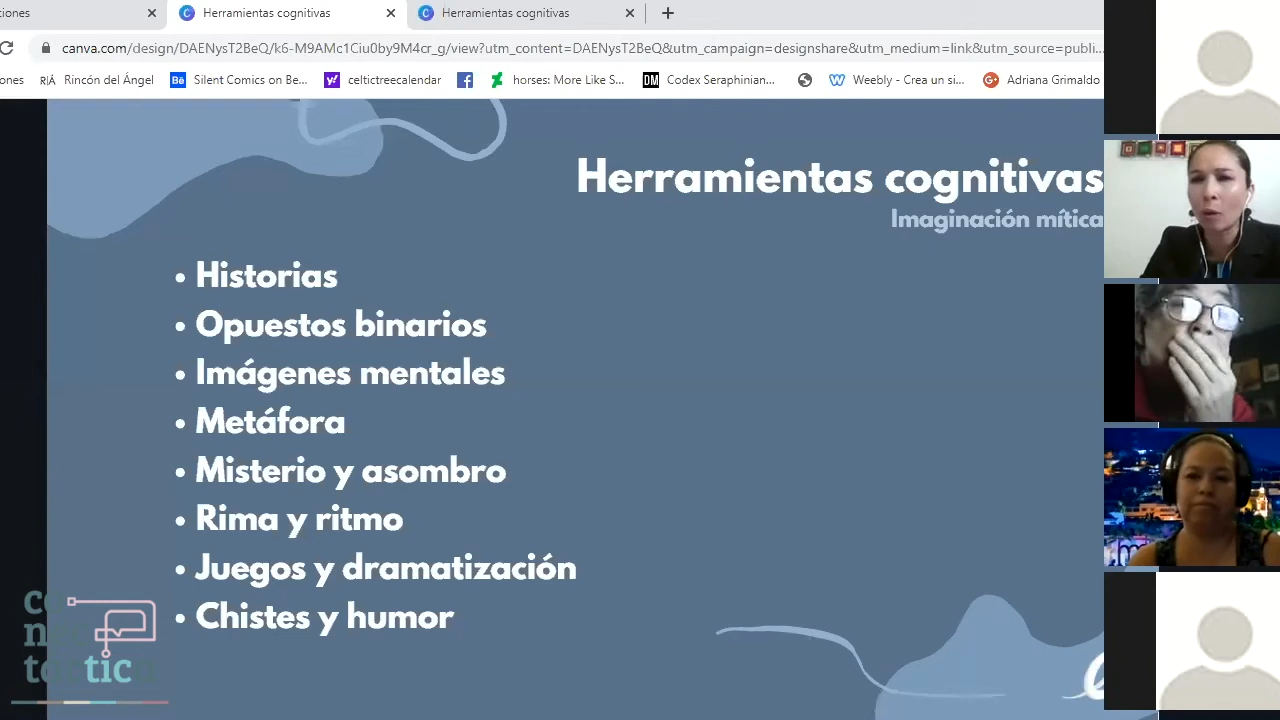 ciones
Herramientas cognitivas
Herramientas cognitivas
canva.com/design/DAENysT2BeQ/k6-M9AMc1Ciu0by9M4cr_g/view?utm_content=DAENysT2BeQ&utm_campaign=designshare&utm_medium=link&utm_source=publi...
ones
RIÁ Rincón del Ángel
Bē Silent Comics on Be...
y! celtictreecalendar
horses: More Like S...
DM Codex Seraphinian...
Weebly - Crea un si...
G+ Adriana Grimaldo
Herramientas cognitivas
Imaginación mítica
• Historias
• Opuestos binarios
• Imágenes mentales
• Metáfora
• Misterio y asombro
• Rima y ritmo
• Juegos y dramatización
• Chistes y humor